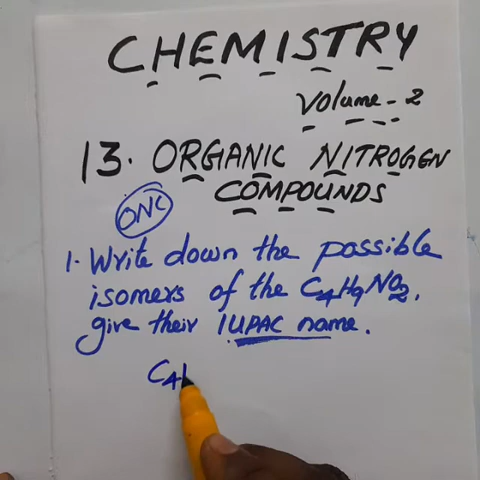 CHEMISTRY
Volume - 2
13. ORGANIC NITROGEN
COMPOUNDS
ONC
1. Write down the possible
isomers of the C4H9NO2.
give their IUPAC name.
C4